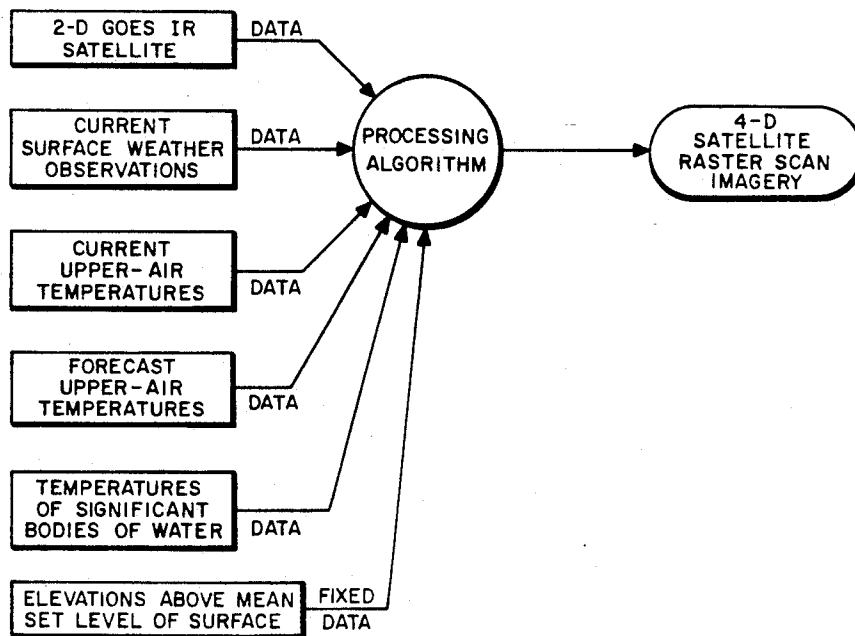 2-D GOES IR
SATELLITE
DATA
CURRENT
SURFACE WEATHER
OBSERVATIONS
DATA
CURRENT
UPPER-AIR
TEMPERATURES
DATA
FORECAST
UPPER-AIR
TEMPERATURES
DATA
TEMPERATURES
OF SIGNIFICANT
BODIES OF WATER
DATA
ELEVATIONS ABOVE MEAN
SET LEVEL OF SURFACE
FIXED
DATA
PROCESSING
ALGORITHM
4-D
SATELLITE
RASTER SCAN
IMAGERY